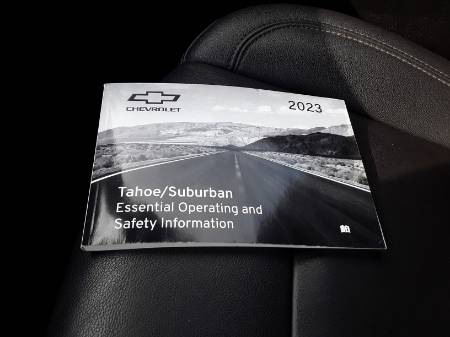 CHEVROLET
2023
Tahoe/Suburban
Essential Operating and
Safety Information